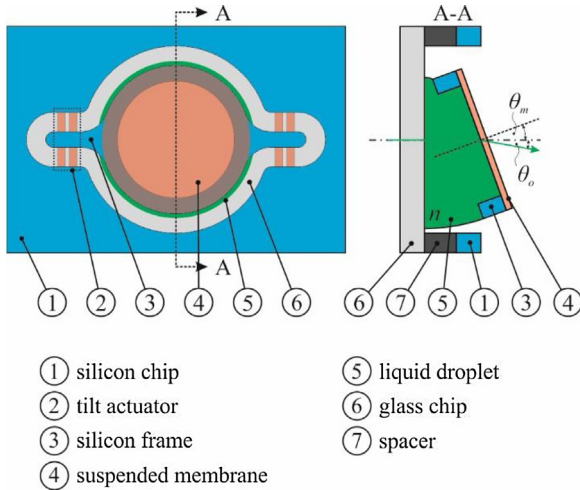 A
A-A
θm
θo
n
A
1 2 3 4 5 6 6 7 5 1 3 4
1 silicon chip
2 tilt actuator
3 silicon frame
4 suspended membrane
5 liquid droplet
6 glass chip
7 spacer